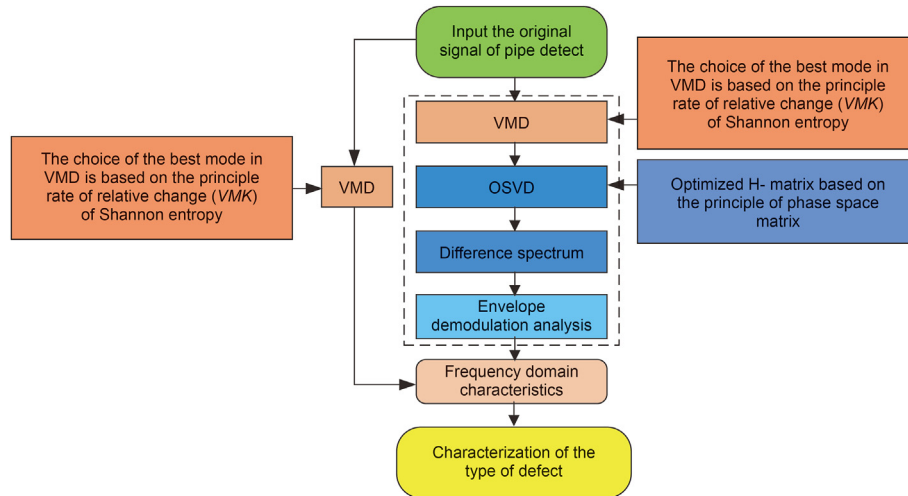 Input the original
signal of pipe detect
The choice of the best mode in
VMD is based on the principle
rate of relative change (VMK)
of Shannon entropy
VMD
The choice of the best mode in
VMD is based on the principle
rate of relative change (VMK)
of Shannon entropy
VMD
OSVD
Optimized H- matrix based on
the principle of phase space
matrix
Difference spectrum
Envelope
demodulation analysis
Frequency domain
characteristics
Characterization of the
type of defect